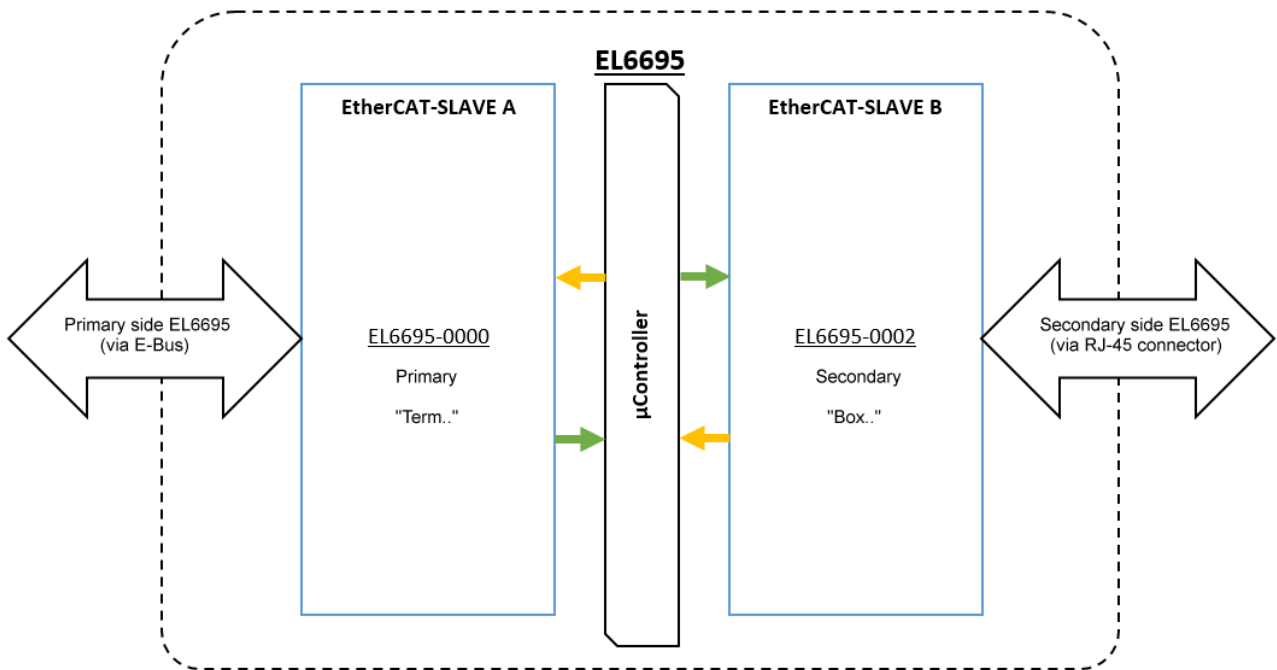 EL6695
EtherCAT-SLAVE A
EtherCAT-SLAVE B
Primary side EL6695
(via E-Bus)
EL6695-0000
Primary
"Term.."
µController
EL6695-0002
Secondary
"Box.."
Secondary side EL6695
(via RJ-45 connector)